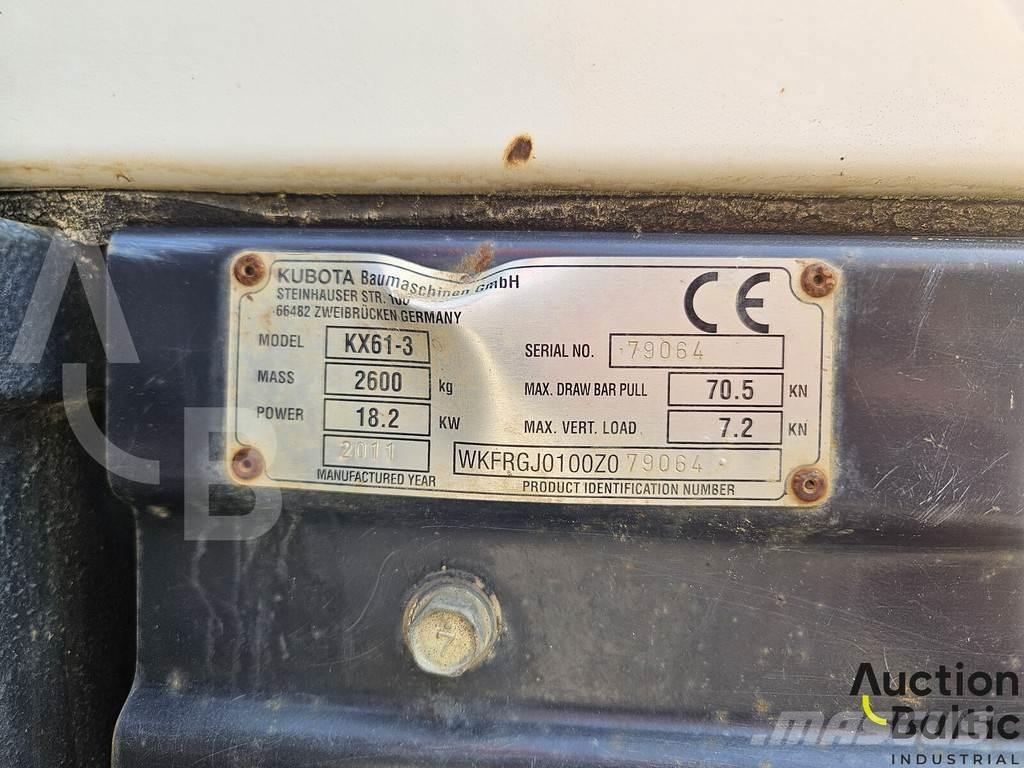 KUBOTA Baumaschinen GmbH
STEINHAUSER STR. 100
66482 ZWEIBRÜCKEN GERMANY
CE
MODEL KX61-3
SERIAL NO. 79064
MASS 2600 kg
MAX. DRAW BAR PULL 70.5 KN
POWER 18.2 KW
MAX. VERT. LOAD 7.2 KN
2011
MANUFACTURED YEAR
WKFRGJ0100Z079064
PRODUCT IDENTIFICATION NUMBER
7
A
B
Auction
Baltic
INDUSTRIAL
MASCUS